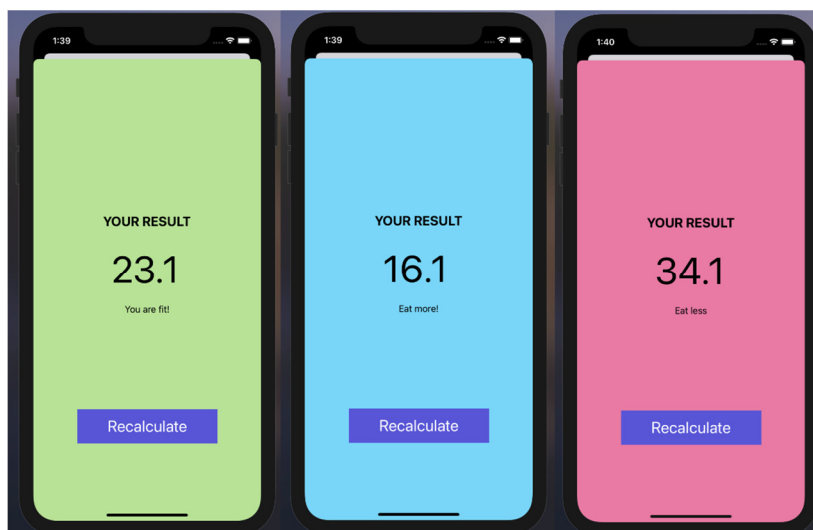 1:39
YOUR RESULT
23.1
You are fit!
Recalculate
1:39
YOUR RESULT
16.1
Eat more!
Recalculate
1:40
YOUR RESULT
34.1
Eat less
Recalculate